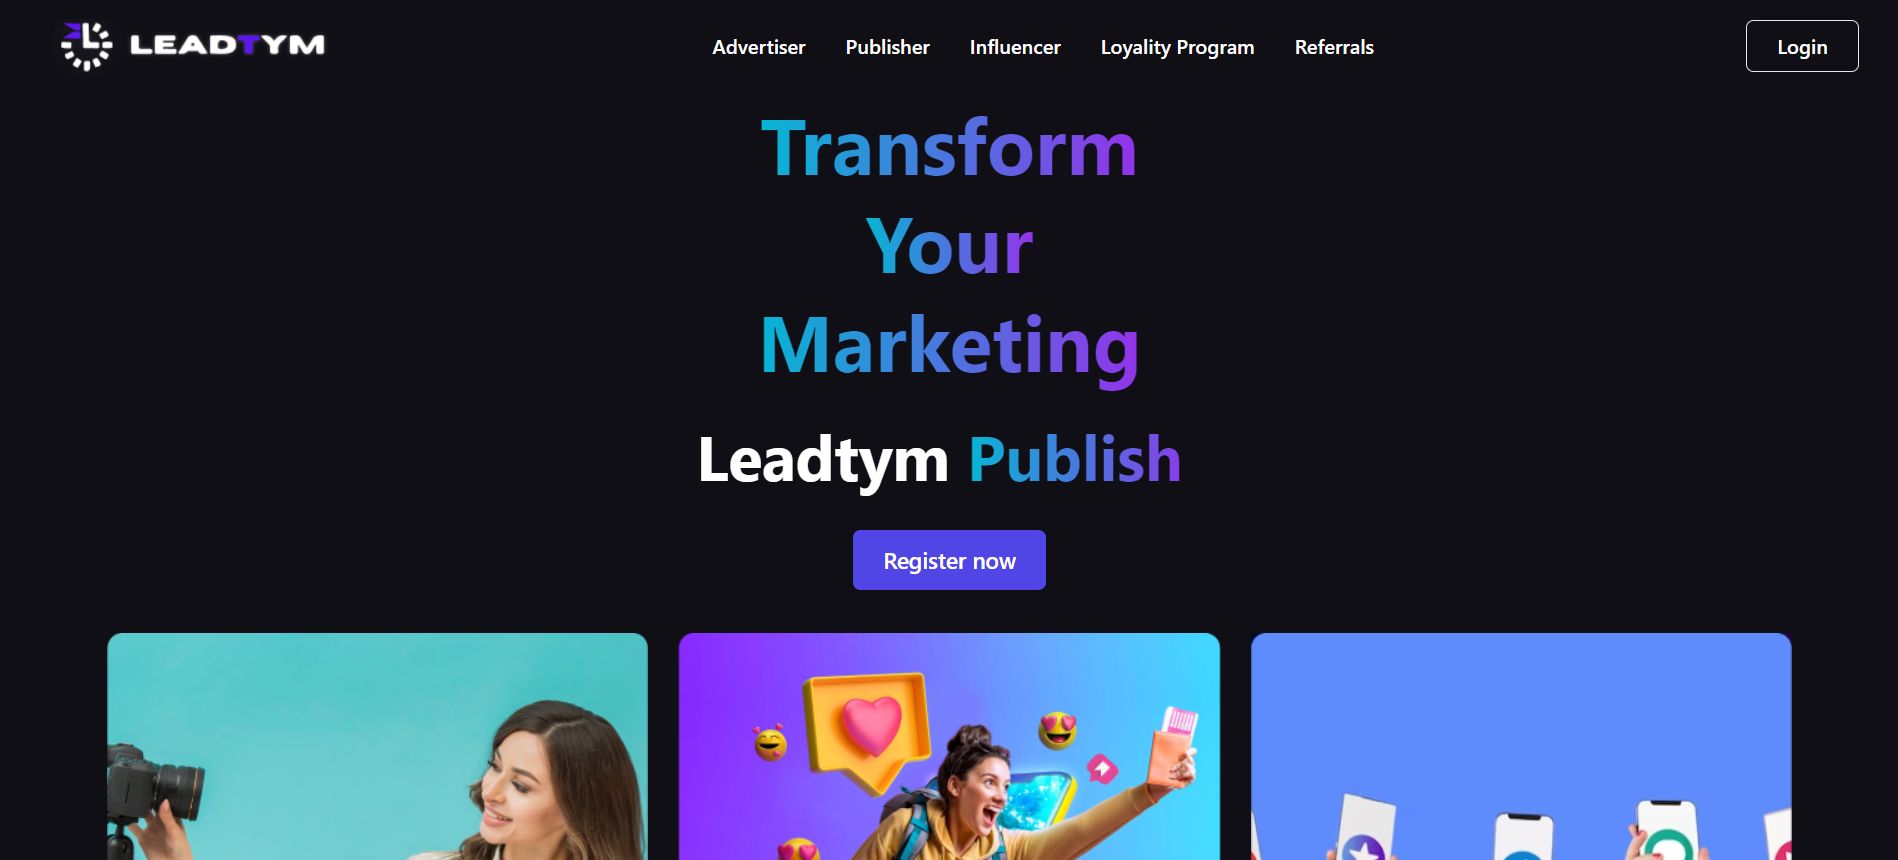 LEADTYM
Advertiser Publisher Influencer Loyality Program Referrals
Login
Transform
Your
Marketing
Leadtym Publish
Register now